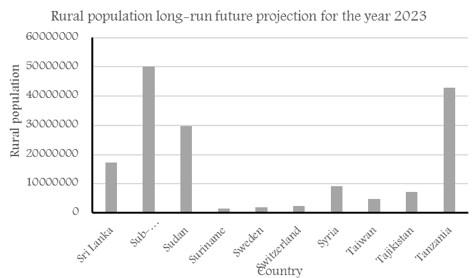 Rural population long-run future projection for the year 2023
60000000
50000000
40000000
30000000
20000000
10000000
0
Rural population
Sri Lanka
Sub-...
Sudan
Suriname
Sweden
Switzerland
Syria
Taiwan
Tajikistan
Tanzania
Country